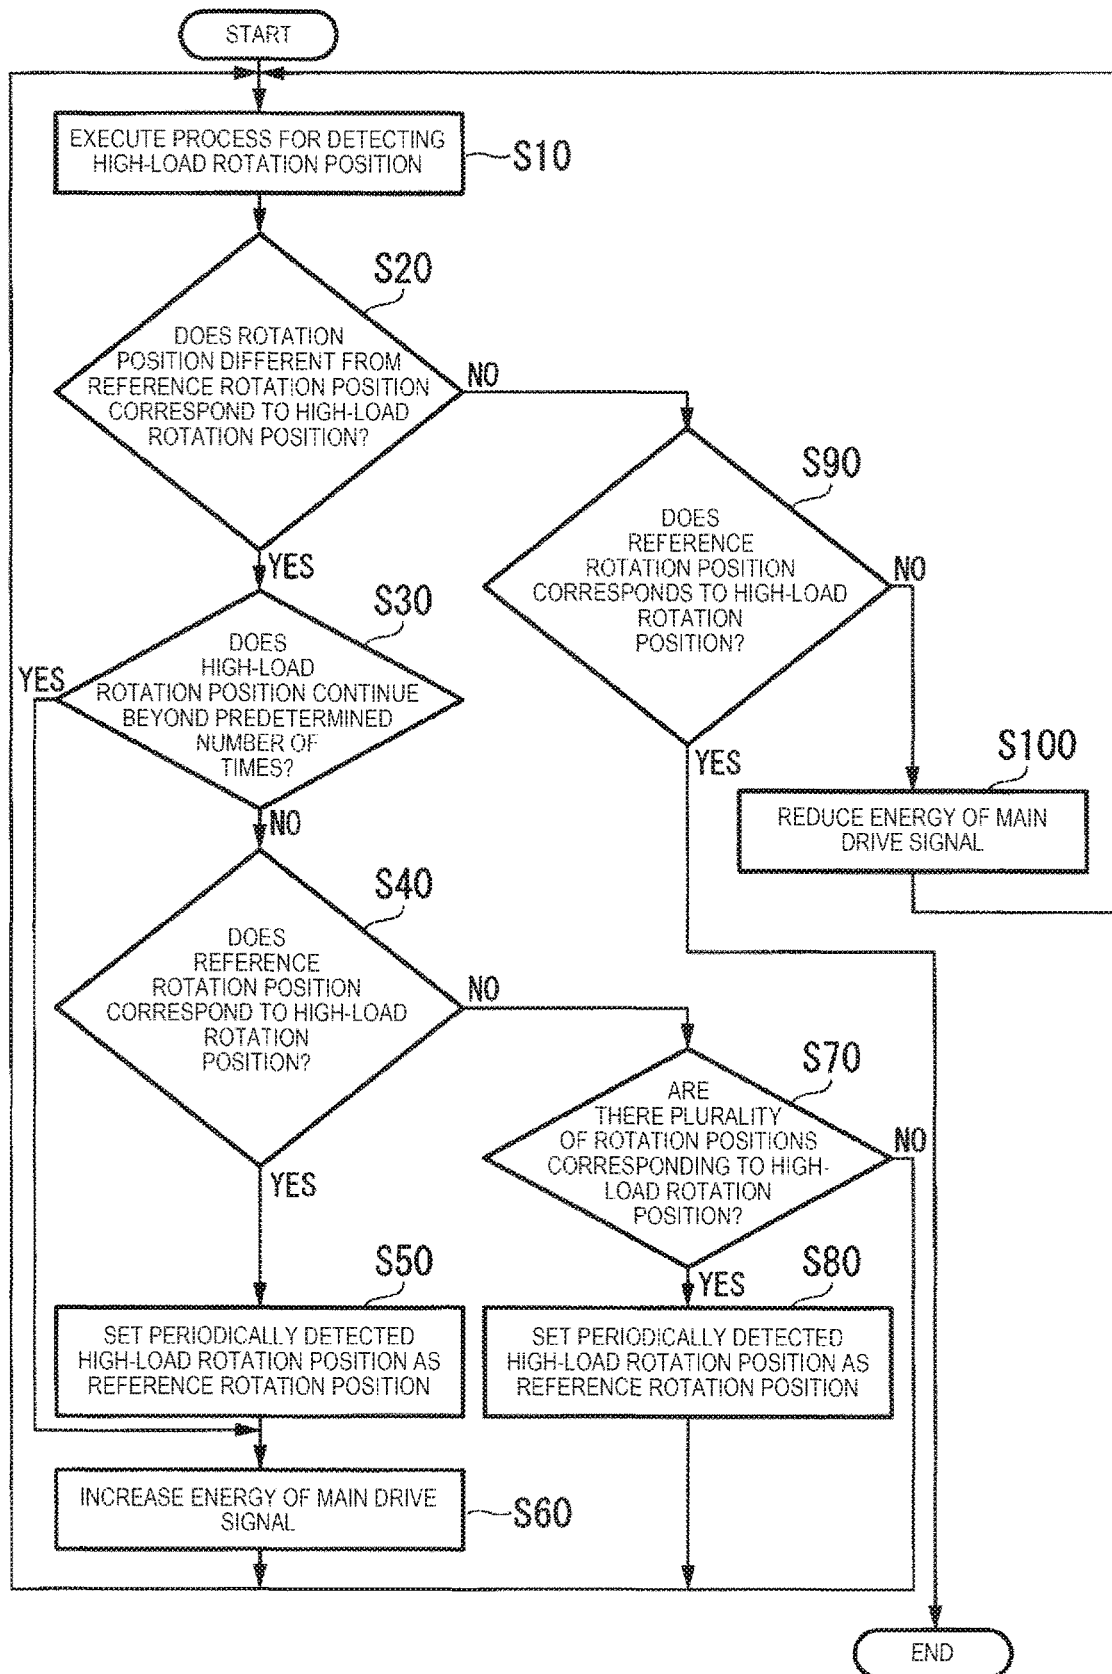 START
EXECUTE PROCESS FOR DETECTING
HIGH-LOAD ROTATION POSITION
S10
S20
DOES ROTATION
POSITION DIFFERENT FROM
REFERENCE ROTATION POSITION
CORRESPOND TO HIGH-LOAD
ROTATION POSITION?
NO
YES
S90
DOES
REFERENCE
ROTATION POSITION
CORRESPONDS TO HIGH-LOAD
ROTATION
POSITION?
NO
YES
S30
DOES
HIGH-LOAD
ROTATION POSITION CONTINUE
BEYOND PREDETERMINED
NUMBER OF
TIMES?
YES
NO
S100
REDUCE ENERGY OF MAIN
DRIVE SIGNAL
S40
DOES
REFERENCE
ROTATION POSITION
CORRESPOND TO HIGH-LOAD
ROTATION
POSITION?
NO
YES
S70
ARE
THERE PLURALITY
OF ROTATION POSITIONS
CORRESPONDING TO HIGH-
LOAD ROTATION
POSITION?
NO
YES
S50
SET PERIODICALLY DETECTED
HIGH-LOAD ROTATION POSITION AS
REFERENCE ROTATION POSITION
S80
SET PERIODICALLY DETECTED
HIGH-LOAD ROTATION POSITION AS
REFERENCE ROTATION POSITION
INCREASE ENERGY OF MAIN DRIVE
SIGNAL
S60
END